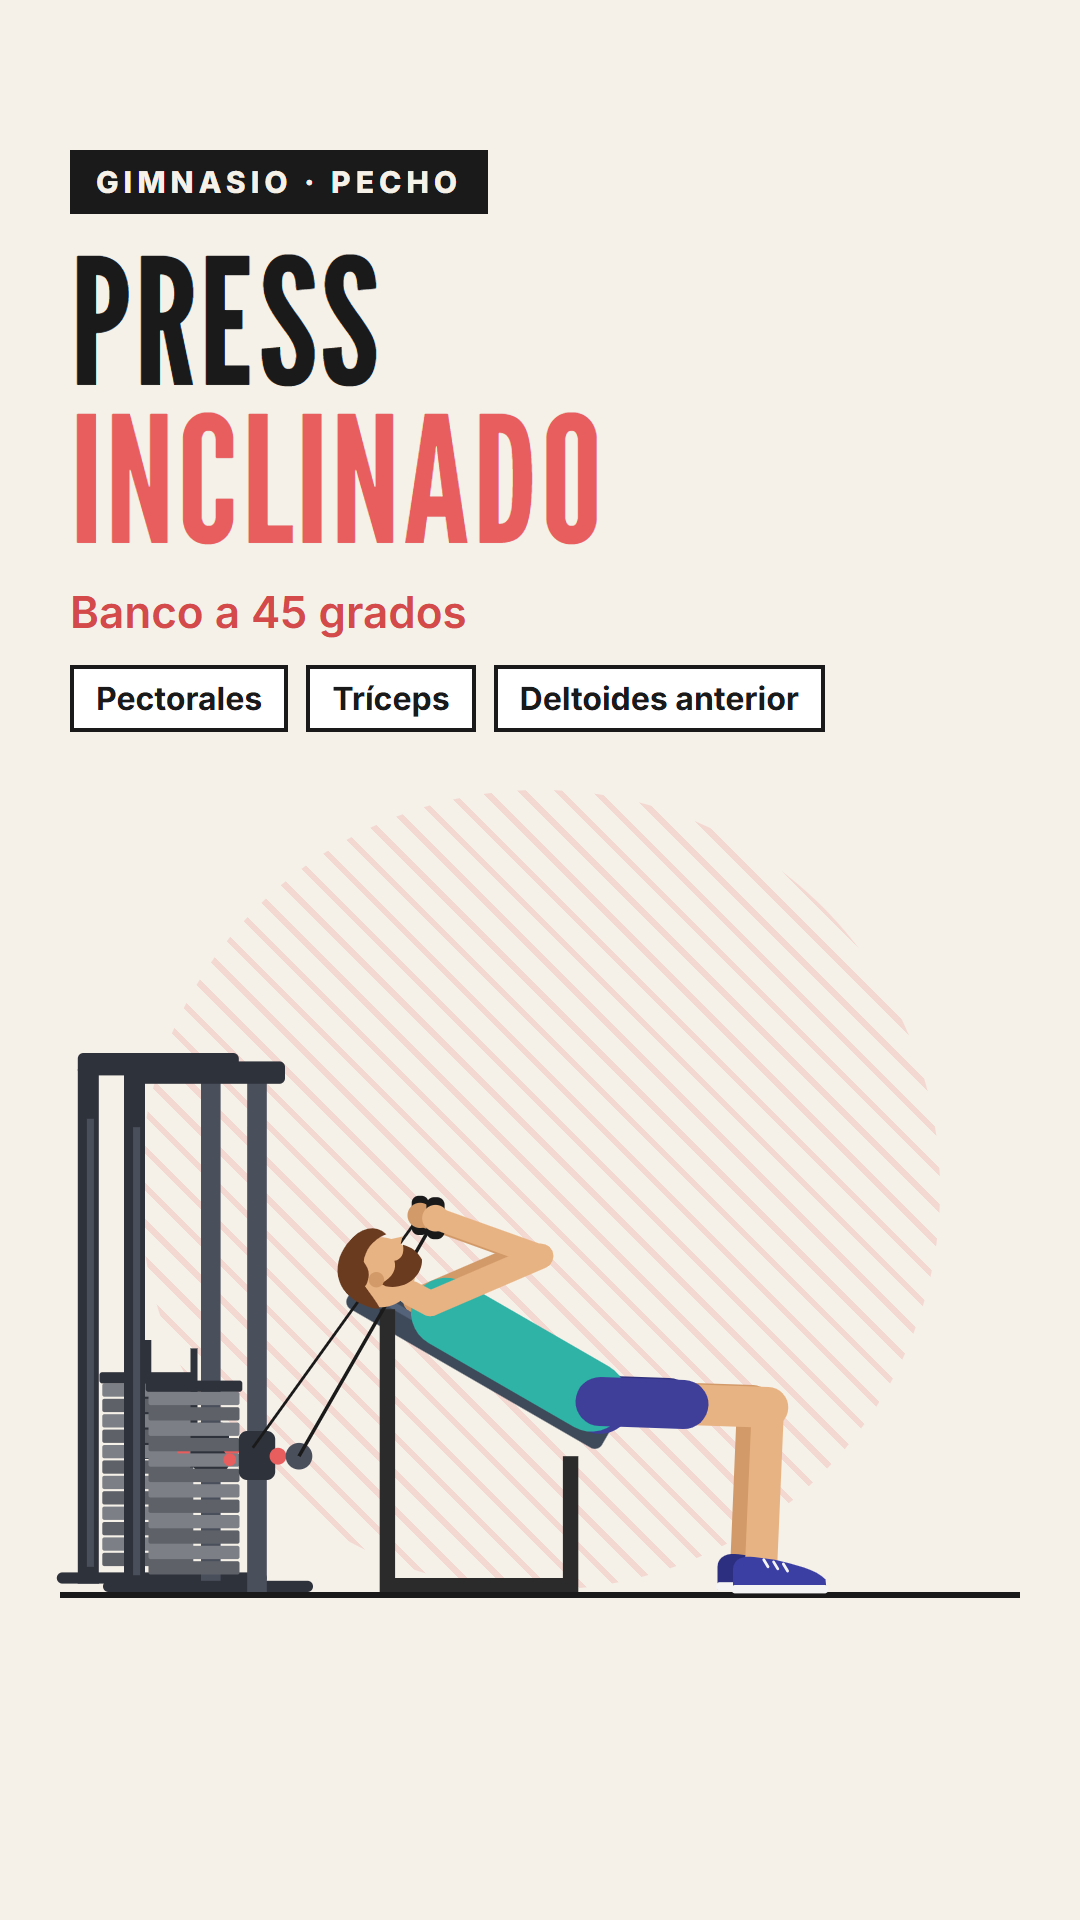 GIMNASIO · PECHO
PRESS
INCLINADO
Banco a 45 grados
Pectorales
Tríceps
Deltoides anterior